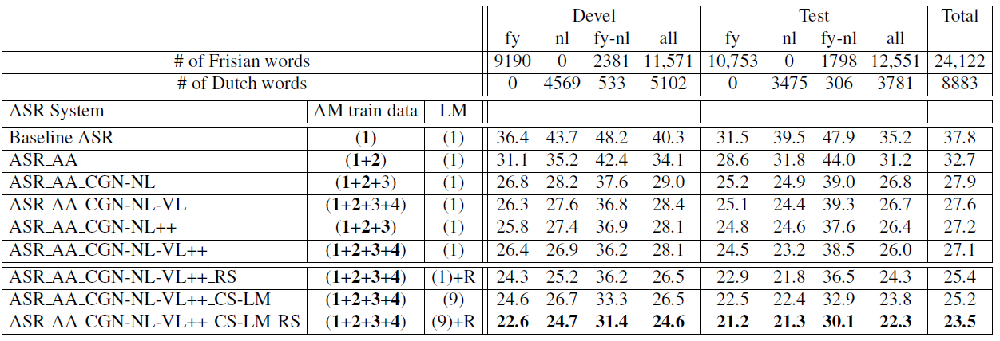 Devel Test Total
fy nl fy-nl all fy nl fy-nl all
# of Frisian words 9190 0 2381 11,571 10,753 0 1798 12,551 24,122
# of Dutch words 0 4569 533 5102 0 3475 306 3781 8883
ASR System AM train data LM
Baseline ASR (1) (1) 36.4 43.7 48.2 40.3 31.5 39.5 47.9 35.2 37.8
ASR_AA (1+2) (1) 31.1 35.2 42.4 34.1 28.6 31.8 44.0 31.2 32.7
ASR_AA_CGN-NL (1+2+3) (1) 26.8 28.2 37.6 29.0 25.2 24.9 39.0 26.8 27.9
ASR_AA_CGN-NL-VL (1+2+3+4) (1) 26.3 27.6 36.8 28.4 25.1 24.4 39.3 26.7 27.6
ASR_AA_CGN-NL++ (1+2+3) (1) 25.8 27.4 36.9 28.1 24.8 24.6 37.6 26.4 27.2
ASR_AA_CGN-NL-VL++ (1+2+3+4) (1) 26.4 26.9 36.2 28.1 24.5 23.2 38.5 26.0 27.1
ASR_AA_CGN-NL-VL++_RS (1+2+3+4) (1)+R 24.3 25.2 36.2 26.5 22.9 21.8 36.5 24.3 25.4
ASR_AA_CGN-NL-VL++_CS-LM (1+2+3+4) (9) 24.6 26.7 33.3 26.5 22.5 22.4 32.9 23.8 25.2
ASR_AA_CGN-NL-VL++_CS-LM_RS (1+2+3+4) (9)+R 22.6 24.7 31.4 24.6 21.2 21.3 30.1 22.3 23.5